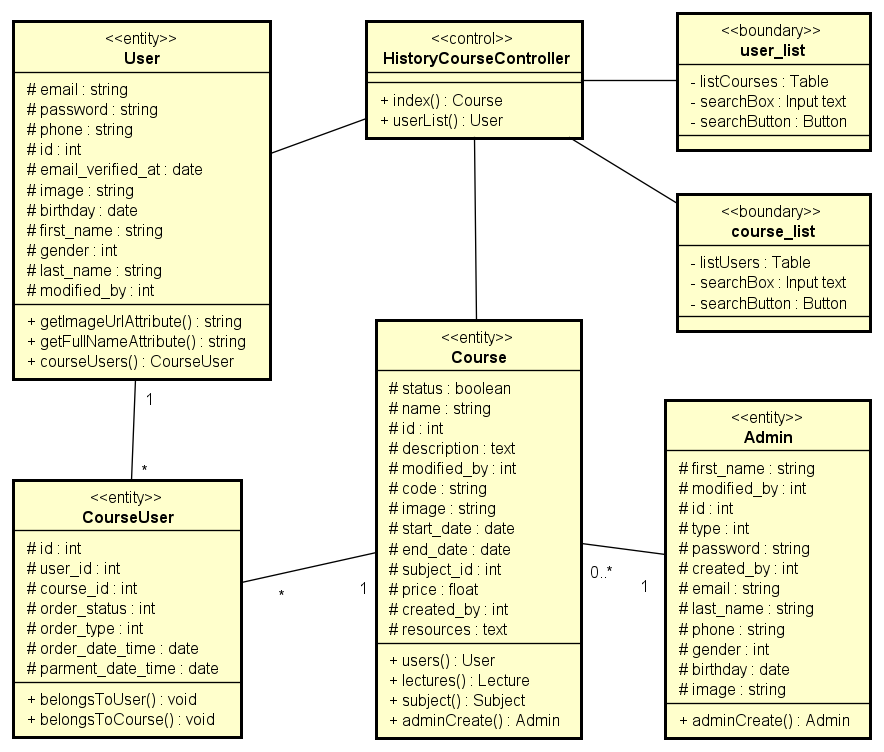 <<entity>>
User
# email : string
# password : string
# phone : string
# id : int
# email_verified_at : date
# image : string
# birthday : date
# first_name : string
# gender : int
# last_name : string
# modified_by : int
+ getImageUrlAttribute() : string
+ getFullNameAttribute() : string
+ courseUsers() : CourseUser
<<control>>
HistoryCourseController
+ index() : Course
+ userList() : User
<<boundary>>
user_list
- listCourses : Table
- searchBox : Input text
- searchButton : Button
<<boundary>>
course_list
- listUsers : Table
- searchBox : Input text
- searchButton : Button
1
*
<<entity>>
CourseUser
# id : int
# user_id : int
# course_id : int
# order_status : int
# order_type : int
# order_date_time : date
# parment_date_time : date
+ belongsToUser() : void
+ belongsToCourse() : void
*
1
<<entity>>
Course
# status : boolean
# name : string
# id : int
# description : text
# modified_by : int
# code : string
# image : string
# start_date : date
# end_date : date
# subject_id : int
# price : float
# created_by : int
# resources : text
+ users() : User
+ lectures() : Lecture
+ subject() : Subject
+ adminCreate() : Admin
0..*
1
<<entity>>
Admin
# first_name : string
# modified_by : int
# id : int
# type : int
# password : string
# created_by : int
# email : string
# last_name : string
# phone : string
# gender : int
# birthday : date
# image : string
+ adminCreate() : Admin